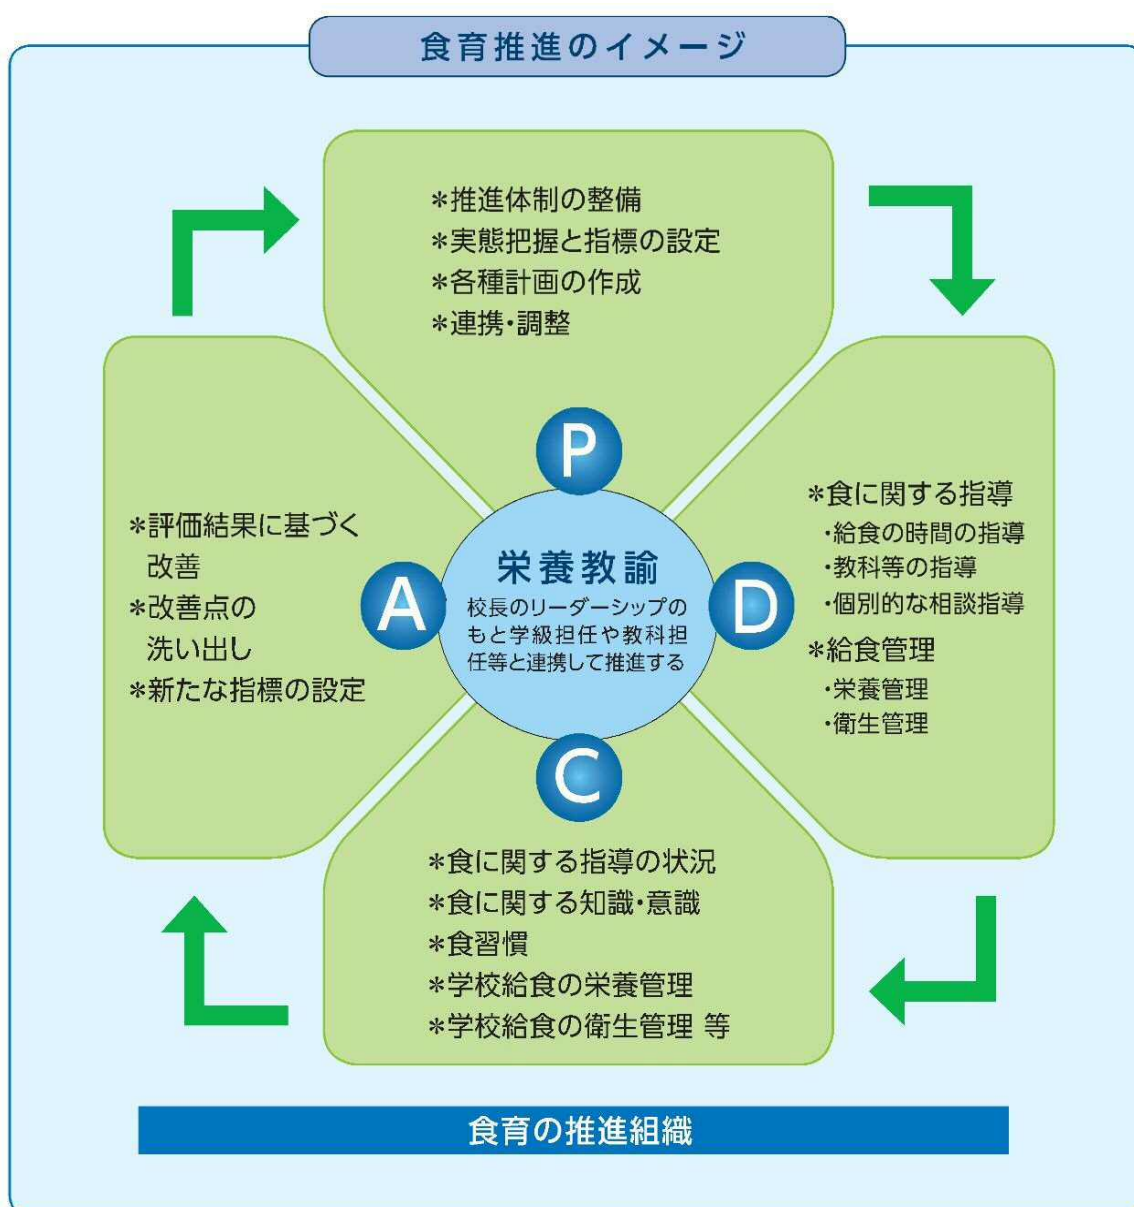 食育推進のイメージ
＊推進体制の整備
＊実態把握と指標の設定
＊各種計画の作成
＊連携・調整
P
＊食に関する指導
・給食の時間の指導
・教科等の指導
・個別的な相談指導
＊給食管理
・栄養管理
・衛生管理
D
栄養教諭
校長のリーダーシップの
もと学級担任や教科担
任等と連携して推進する
＊評価結果に基づく
改善
＊改善点の
洗い出し
＊新たな指標の設定
A
C
＊食に関する指導の状況
＊食に関する知識・意識
＊食習慣
＊学校給食の栄養管理
＊学校給食の衛生管理 等
食育の推進組織